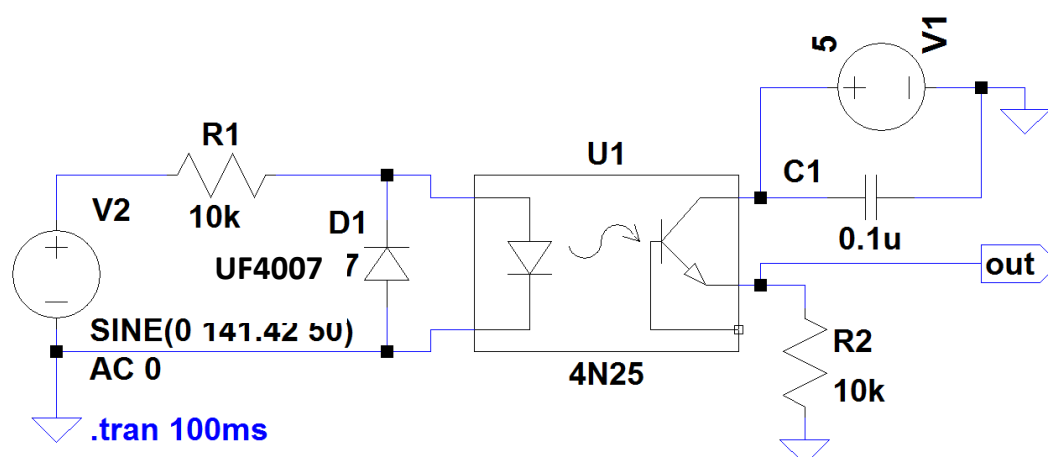 5
V1
R1
U1
C1
V2
10k
D1
0.1u
UF4007
7
out
SINE(0 141.42 50)
R2
AC 0
4N25
10k
.tran 100ms